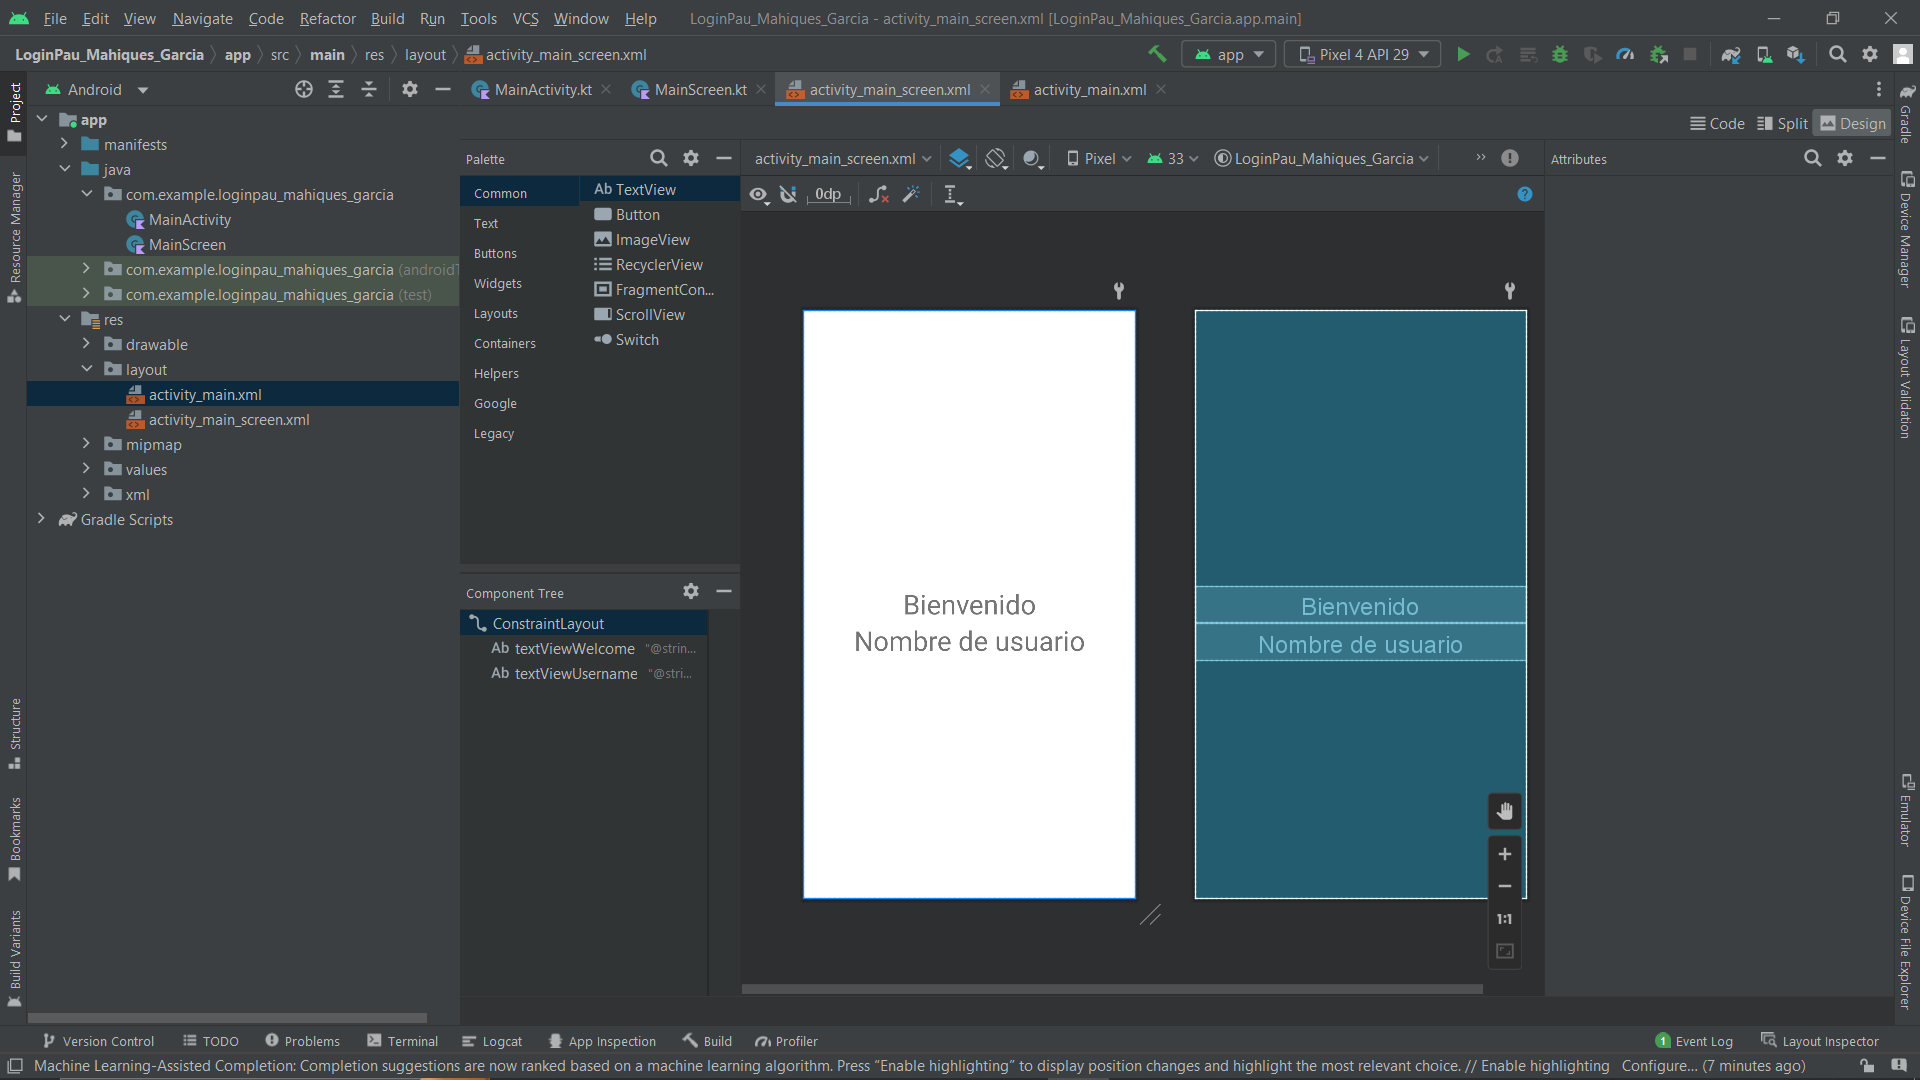 File Edit View Navigate Code Refactor Build Run Tools VCS Window Help LoginPau_Mahiques_Garcia - activity_main_screen.xml [LoginPau_Mahiques_Garcia.app.main]
LoginPau_Mahiques_Garcia app src main res layout activity_main_screen.xml app Pixel 4 API 29
Project
Resource Manager
Structure
Bookmarks
Build Variants
Android
app
manifests
java
com.example.loginpau_mahiques_garcia
MainActivity
MainScreen
com.example.loginpau_mahiques_garcia (androidT
com.example.loginpau_mahiques_garcia (test)
res
drawable
layout
activity_main.xml
activity_main_screen.xml
mipmap
values
xml
Gradle Scripts
MainActivity.kt MainScreen.kt activity_main_screen.xml activity_main.xml
Code Split Design
Palette
Common
Text
Buttons
Widgets
Layouts
Containers
Helpers
Google
Legacy
Ab TextView
Button
ImageView
RecyclerView
FragmentCon...
ScrollView
Switch
Component Tree
ConstraintLayout
Ab textViewWelcome "@strin...
Ab textViewUsername "@stri...
activity_main_screen.xml Pixel 33 LoginPau_Mahiques_Garcia »
0dp
?
Bienvenido
Nombre de usuario
Bienvenido
Nombre de usuario
1:1
Attributes
Gradle
Device Manager
Layout Validation
Emulator
Device File Explorer
Version Control TODO Problems Terminal Logcat App Inspection Build Profiler 1 Event Log Layout Inspector
Machine Learning-Assisted Completion: Completion suggestions are now ranked based on a machine learning algorithm. Press “Enable highlighting” to display position changes and highlight the most relevant choice. // Enable highlighting Configure... (7 minutes ago)